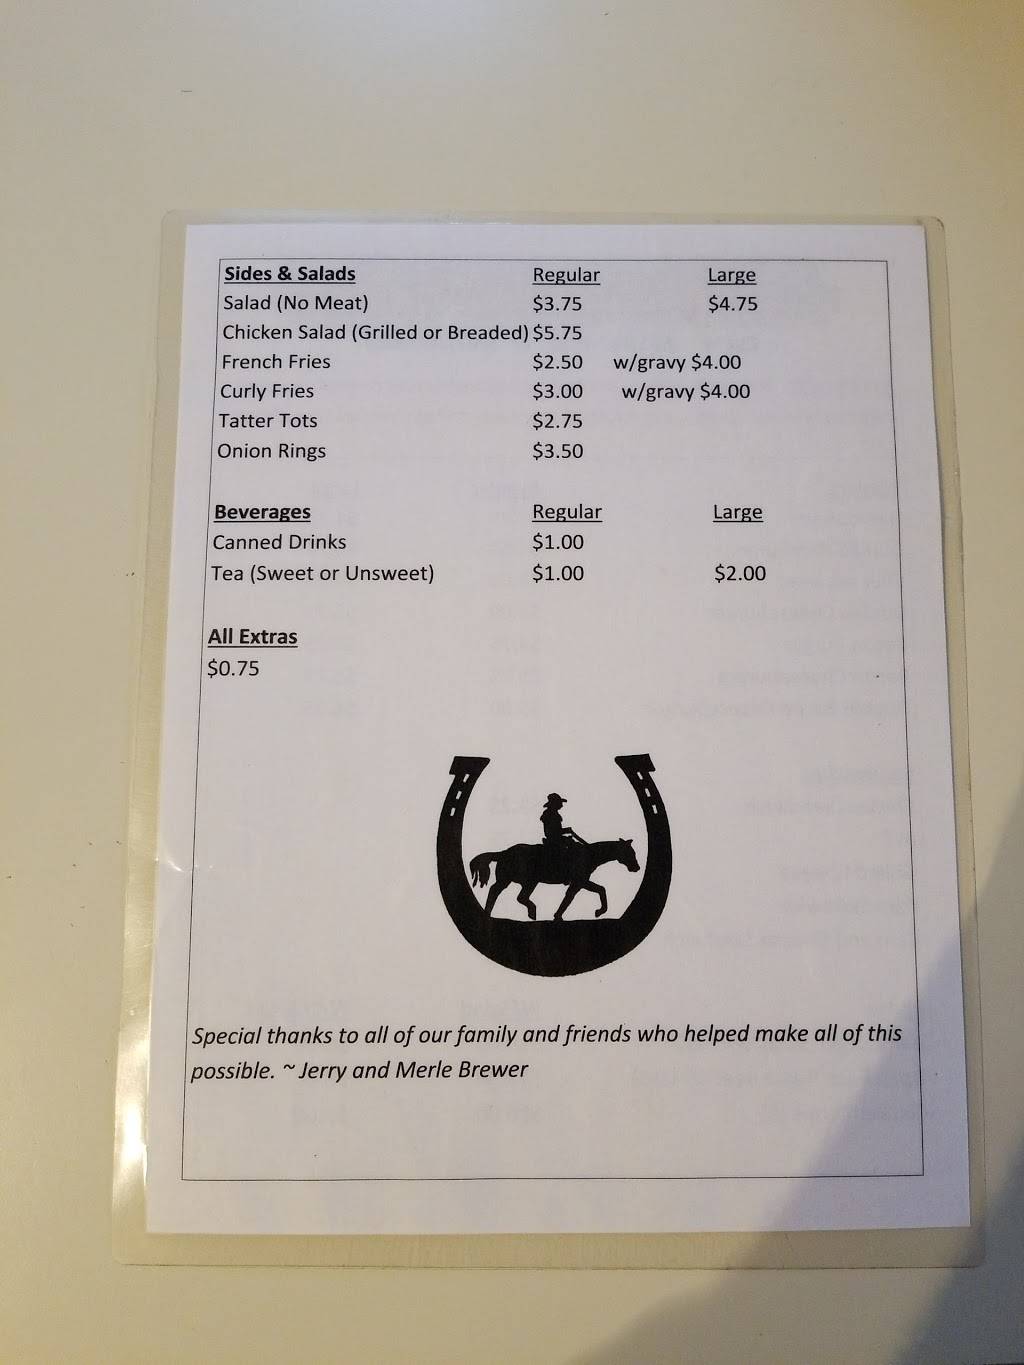 Sides & Salads Regular Large
Salad (No Meat) $3.75 $4.75
Chicken Salad (Grilled or Breaded) $5.75
French Fries $2.50 w/gravy $4.00
Curly Fries $3.00 w/gravy $4.00
Tatter Tots $2.75
Onion Rings $3.50
Beverages Regular Large
Canned Drinks $1.00
Tea (Sweet or Unsweet) $1.00 $2.00
All Extras
$0.75
Special thanks to all of our family and friends who helped make all of this
possible. ~ Jerry and Merle Brewer